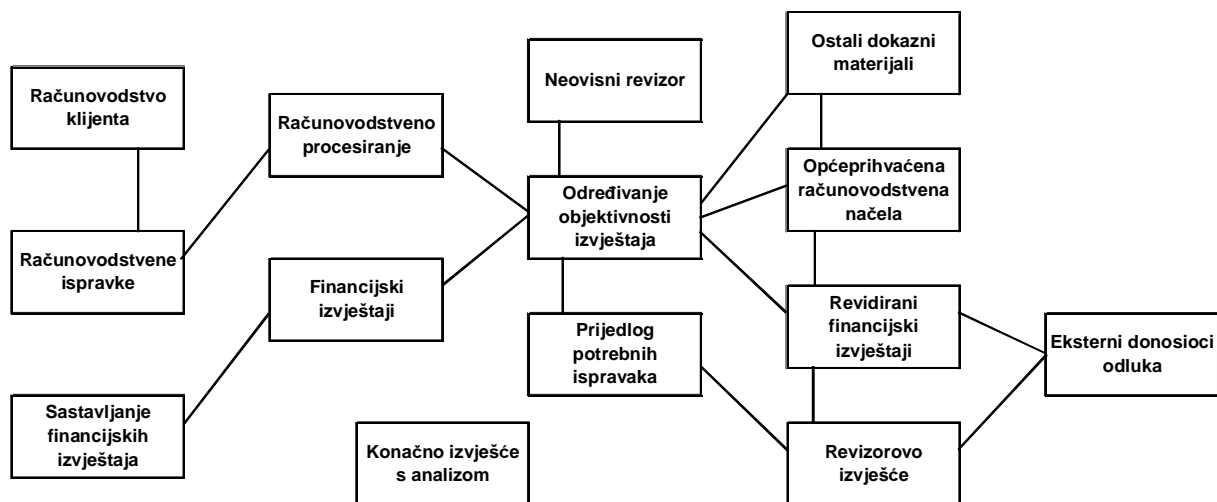 Računovodstvo
klijenta
Računovodstvene
ispravke
Sastavljanje
financijskih
izvještaja
Računovodstveno
procesiranje
Financijski
izvještaji
Konačno izvješće
s analizom
Neovisni revizor
Određivanje
objektivnosti
izvještaja
Prijedlog
potrebnih
ispravaka
Ostali dokazni
materijali
Općeprihvaćena
računovodstvena
načela
Revidirani
financijski
izvještaji
Revizorovo
izvješće
Eksterni donosioci
odluka